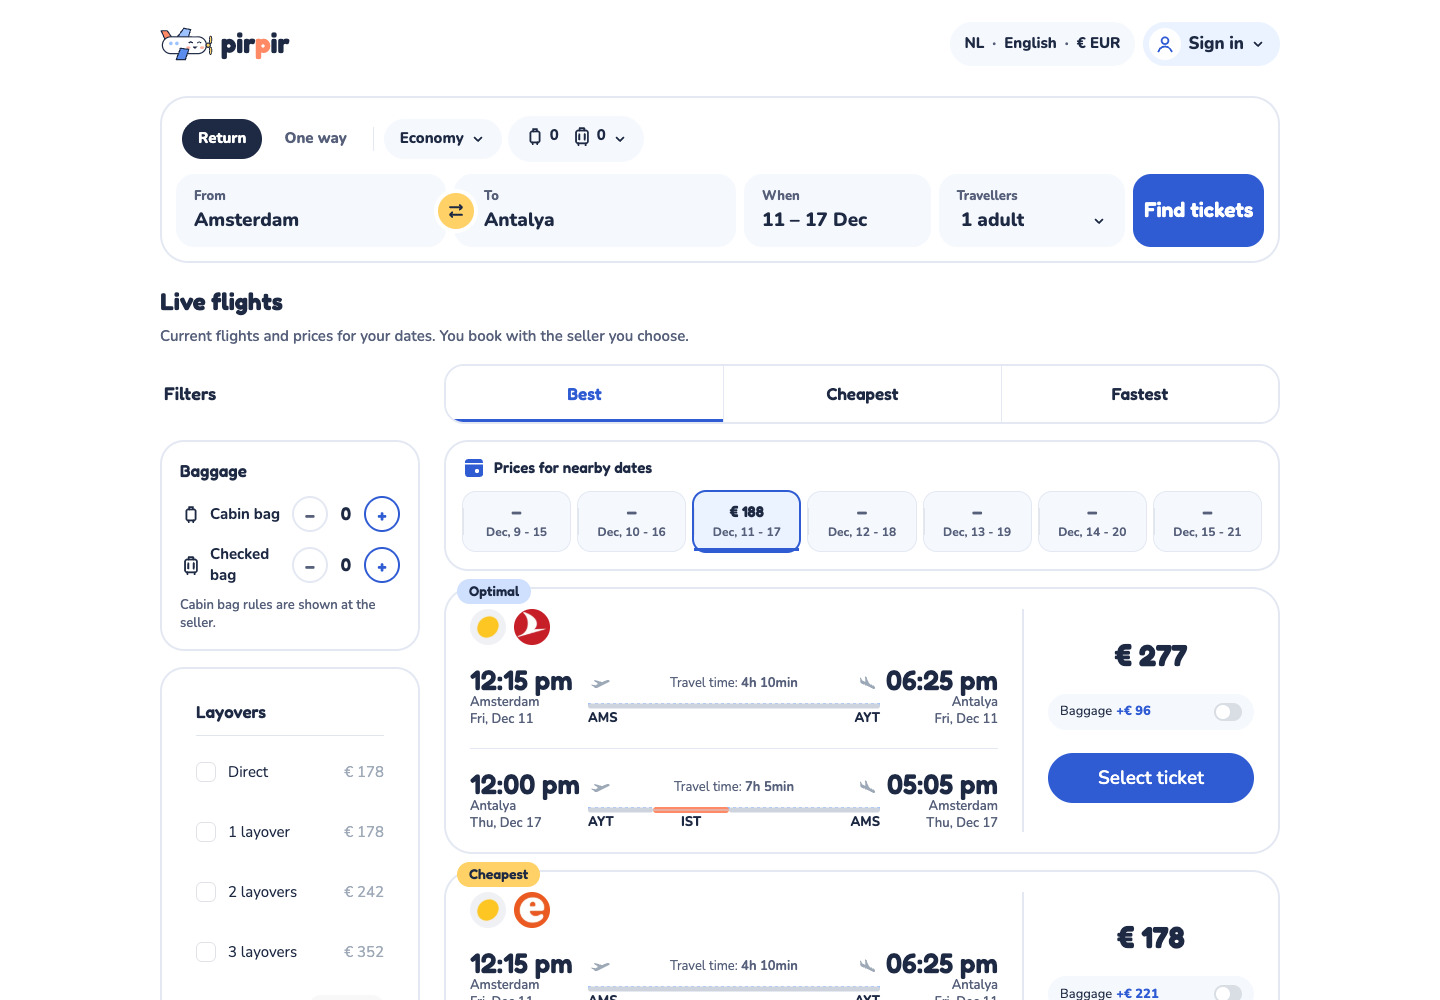 pirpir
NL · English · € EUR
Sign in
Return
One way
Economy
0
0
From
Amsterdam
To
Antalya
When
11 – 17 Dec
Travellers
1 adult
Find tickets
Live flights
Current flights and prices for your dates. You book with the seller you choose.
Filters
Best
Cheapest
Fastest
Baggage
Cabin bag
–
0
+
Checked
bag
–
0
+
Cabin bag rules are shown at the
seller.
Layovers
Direct
€ 178
1 layover
€ 178
2 layovers
€ 242
3 layovers
€ 352
Prices for nearby dates
–
Dec, 9 - 15
–
Dec, 10 - 16
€ 188
Dec, 11 - 17
–
Dec, 12 - 18
–
Dec, 13 - 19
–
Dec, 14 - 20
–
Dec, 15 - 21
Optimal
12:15 pm
Amsterdam
Fri, Dec 11
Travel time: 4h 10min
AMS
AYT
06:25 pm
Antalya
Fri, Dec 11
12:00 pm
Antalya
Thu, Dec 17
Travel time: 7h 5min
AYT
IST
AMS
05:05 pm
Amsterdam
Thu, Dec 17
€ 277
Baggage +€ 96
Select ticket
Cheapest
e
12:15 pm
Amsterdam
Fri, Dec 11
Travel time: 4h 10min
AMS
AYT
06:25 pm
Antalya
Fri, Dec 11
€ 178
Baggage +€ 221